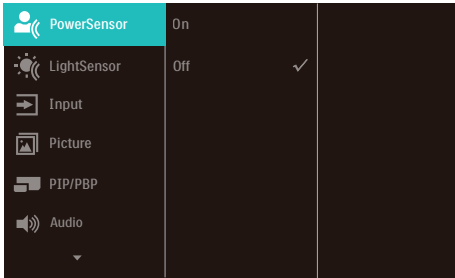 PowerSensor
On
LightSensor
Off
Input
Picture
PIP/PBP
Audio